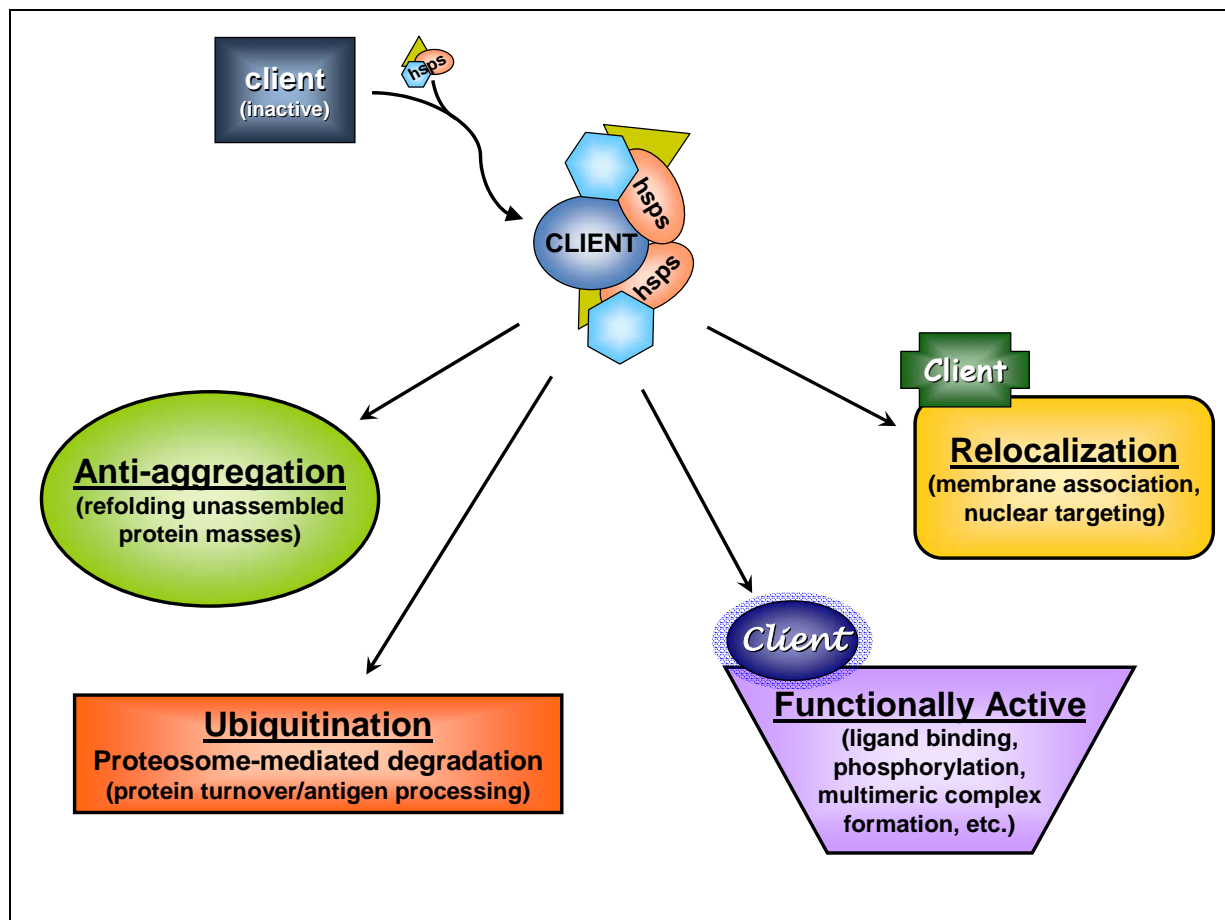 client
(inactive)
hsps
hsps
CLIENT
hsps
Client
Relocalization
(membrane association,
nuclear targeting)
Anti-aggregation
(refolding unassembled
protein masses)
Client
Functionally Active
(ligand binding,
phosphorylation,
multimeric complex
formation, etc.)
Ubiquitination
Proteosome-mediated degradation
(protein turnover/antigen processing)